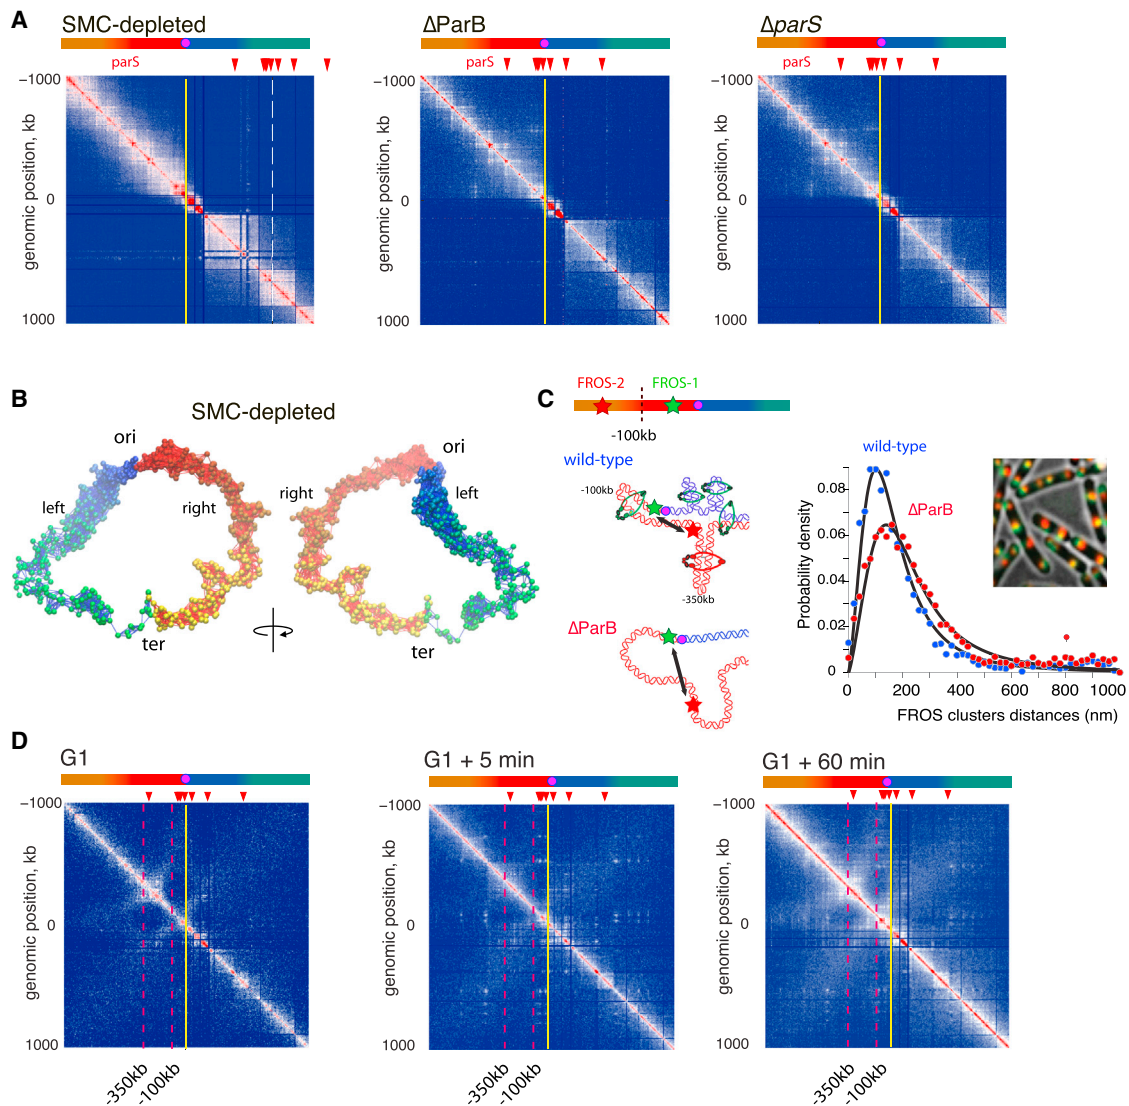 A
SMC-depleted
ΔParB
ΔparS
parS
parS
parS
−1000
0
1000
genomic position, kb
−1000
0
1000
genomic position, kb
−1000
0
1000
genomic position, kb
B
SMC-depleted
ori
left
right
ter
ori
right
left
ter
C
FROS-2
FROS-1
-100kb
wild-type
-100kb
-350kb
ΔParB
wild-type
ΔParB
0.08
0.06
0.04
0.02
0
Probability density
0
200
400
600
800
1000
FROS clusters distances (nm)
D
G1
G1 + 5 min
G1 + 60 min
−1000
0
1000
genomic position, kb
-350kb
-100kb
−1000
0
1000
genomic position, kb
-350kb
-100kb
−1000
0
1000
genomic position, kb
-350kb
-100kb